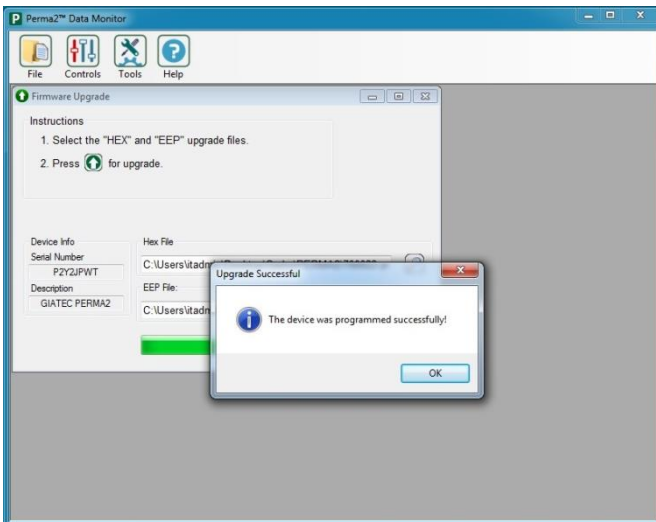 Perma2™ Data Monitor
File Controls Tools Help
Firmware Upgrade
Instructions
1. Select the "HEX" and "EEP" upgrade files.
2. Press for upgrade.
Device Info
Serial Number
P2Y2JPWT
Description
GIATEC PERMA2
Hex File
EEP File:
Upgrade Successful
The device was programmed successfully!
OK